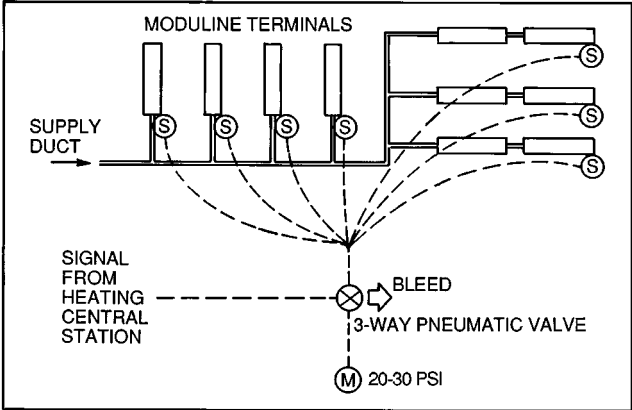 MODULINE TERMINALS
S
S
S
S
S
S
S
SUPPLY
DUCT
SIGNAL
FROM
HEATING
CENTRAL
STATION
BLEED
3-WAY PNEUMATIC VALVE
M 20-30 PSI